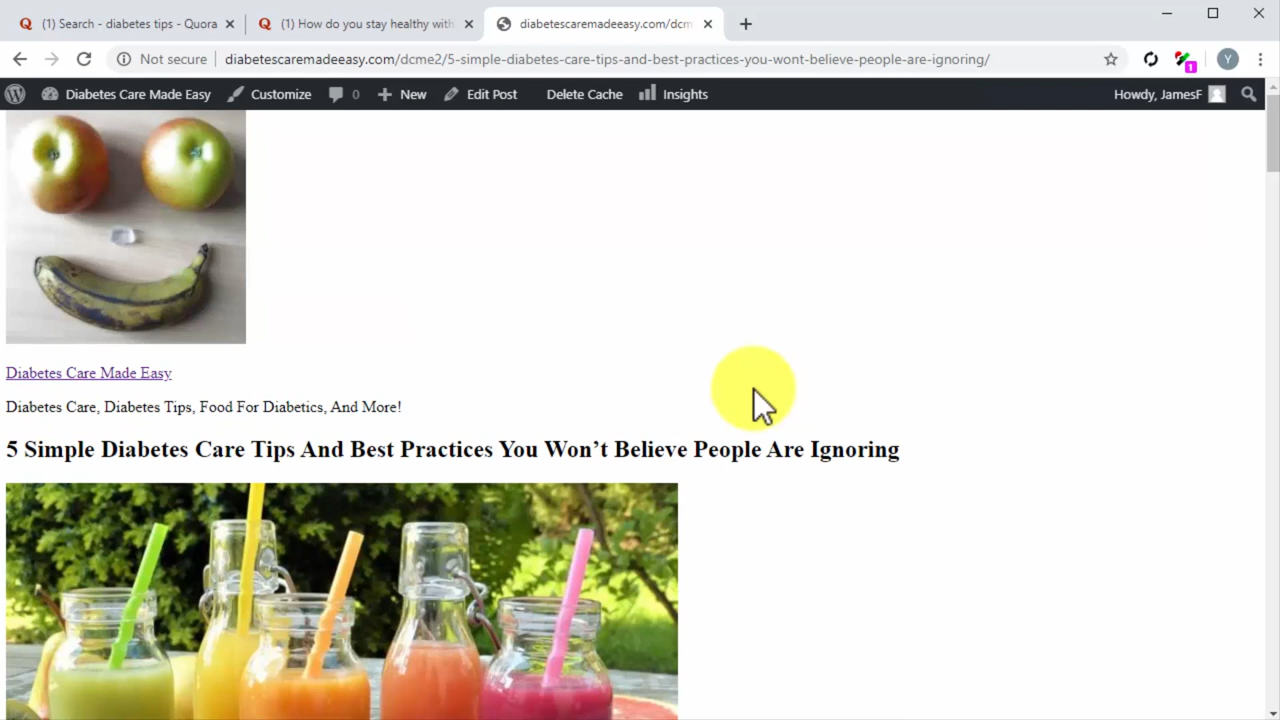 (1) Search - diabetes tips - Quora
(1) How do you stay healthy with
diabetescaremadeeasy.com/dcm
Not secure
diabetescaremadeeasy.com/dcme2/5-simple-diabetes-care-tips-and-best-practices-you-wont-believe-people-are-ignoring/
Y
1
Diabetes Care Made Easy
Customize
0
New
Edit Post
Delete Cache
Insights
Howdy, JamesF
Diabetes Care Made Easy
Diabetes Care, Diabetes Tips, Food For Diabetics, And More!
5 Simple Diabetes Care Tips And Best Practices You Won’t Believe People Are Ignoring